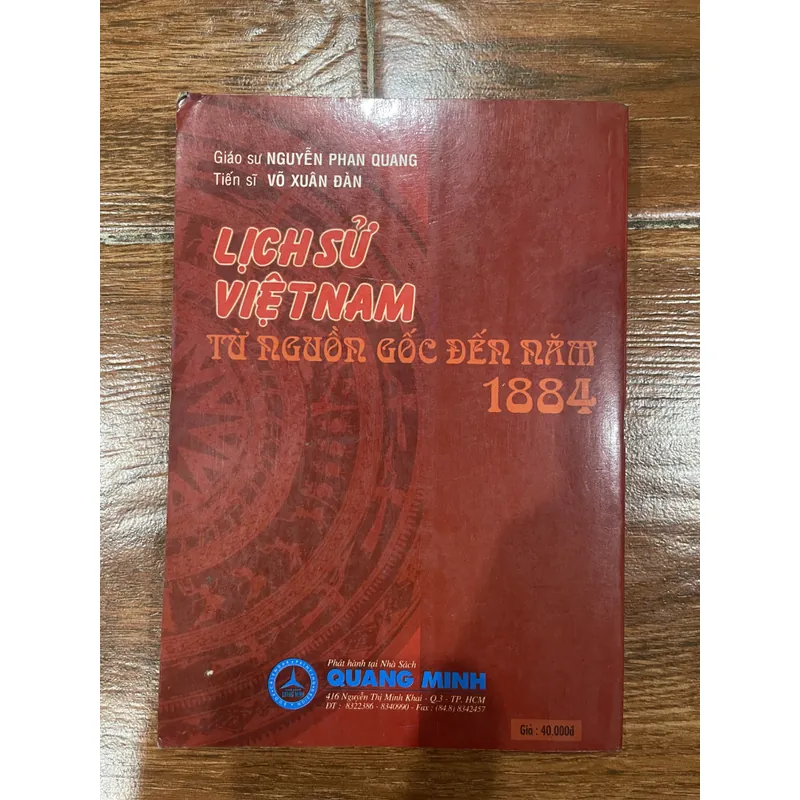 Giáo sư NGUYỄN PHAN QUANG
Tiến sĩ VÕ XUÂN ĐÀN
LỊCH SỬ
VIỆT NAM
TỪ NGUỒN GỐC ĐẾN NĂM
1884
Phát hành tại Nhà Sách
QUANG MINH
416 Nguyễn Thị Minh Khai - Q.3 - TP. HCM
ĐT : 8322386 - 8340990 - Fax : (84.8) 8342457
Giá : 40.000đ